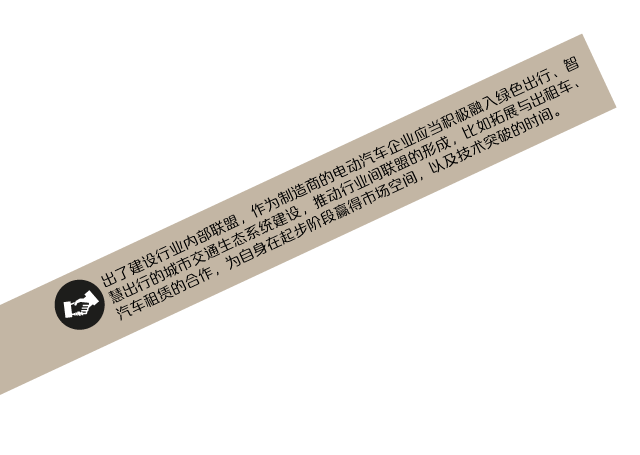 出了建设行业内部联盟，作为制造商的电动汽车企业应当积极融入绿色出行、智
慧出行的城市交通生态系统建设，推动行业间联盟的形成，比如拓展与出租车、
汽车租赁的合作，为自身在起步阶段赢得市场空间，以及技术突破的时间。